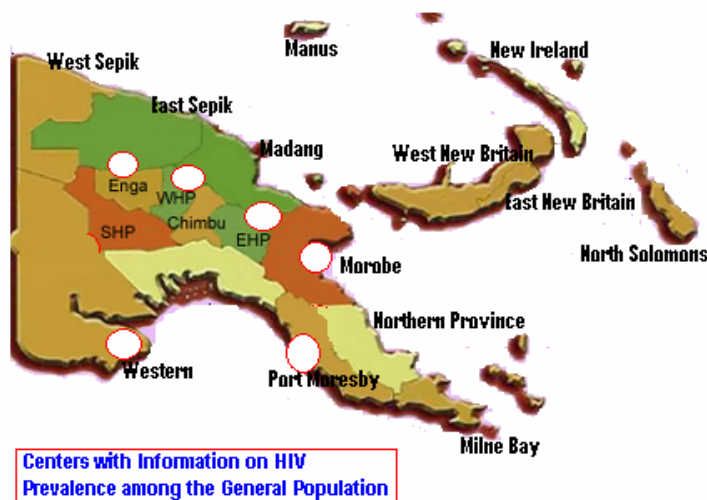 Manus
New Ireland
West Sepik
East Sepik
Madang
West New Britain
Enga
WHP
East New Britain
Chimbu
SHP
EHP
North Solomons
Morobe
Northern Province
Western
Port Moresby
Milne Bay
Centers with Information on HIV
Prevalence among the General Population